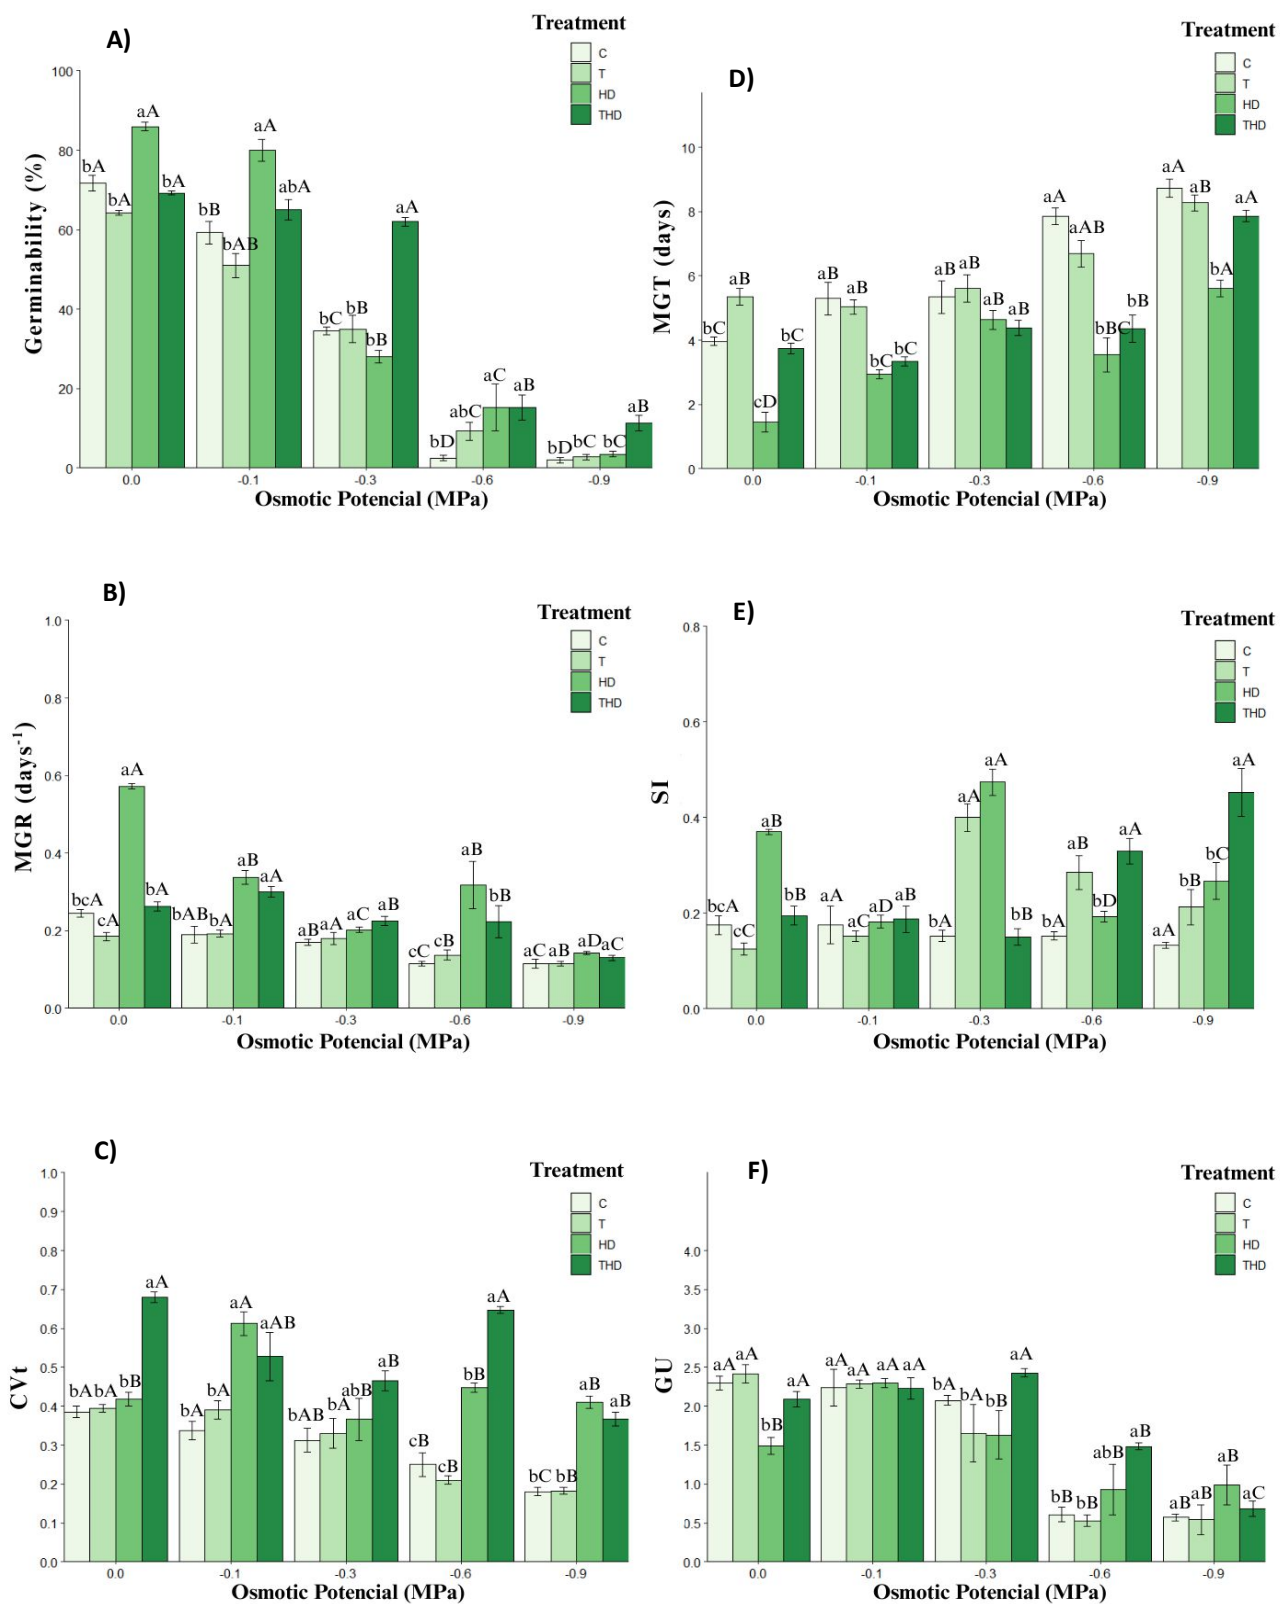 A)
Treatment
C
T
HD
THD
Germinability (%)
100
80
60
40
20
0
bA bA aA bA
bB bAB aA abA
bC bB bB aA
bD abC aC aB
bD bC bC aB
0.0 -0.1 -0.3 -0.6 -0.9
Osmotic Potencial (MPa)
D)
Treatment
C
T
HD
THD
MGT (days)
10
8
6
4
2
0
bC aB cD bC
aB aB bC bC
aB aB aB aB
aA aAB bBC bB
aA aB bA aA
0.0 -0.1 -0.3 -0.6 -0.9
Osmotic Potencial (MPa)
B)
Treatment
C
T
HD
THD
MGR (days-1)
1.0
0.8
0.6
0.4
0.2
0.0
bcA cA aA bA
bAB bA aB aA
aB aA aC aB
cC cB aB bB
aC aB aD aC
0.0 -0.1 -0.3 -0.6 -0.9
Osmotic Potencial (MPa)
E)
Treatment
C
T
HD
THD
SI
0.8
0.6
0.4
0.2
0.0
bcA cC aB bB
aA aC aD aB
bA aA aA bB
bA aB bD aA
aA bB bC aA
0.0 -0.1 -0.3 -0.6 -0.9
Osmotic Potencial (MPa)
C)
Treatment
C
T
HD
THD
CVt
1.0
0.9
0.8
0.7
0.6
0.5
0.4
0.3
0.2
0.1
0.0
bA bA bB aA
bA bA aA aAB
bAB bA abB aB
cB cB bB aA
bC bB aB aB
0.0 -0.1 -0.3 -0.6 -0.9
Osmotic Potencial (MPa)
F)
Treatment
C
T
HD
THD
GU
4.0
3.5
3.0
2.5
2.0
1.5
1.0
0.5
0.0
aA aA bB aA
aA aA aA aA
bA bA bB aA
bB bB abB aB
aB aB aB aC
0.0 -0.1 -0.3 -0.6 -0.9
Osmotic Potencial (MPa)